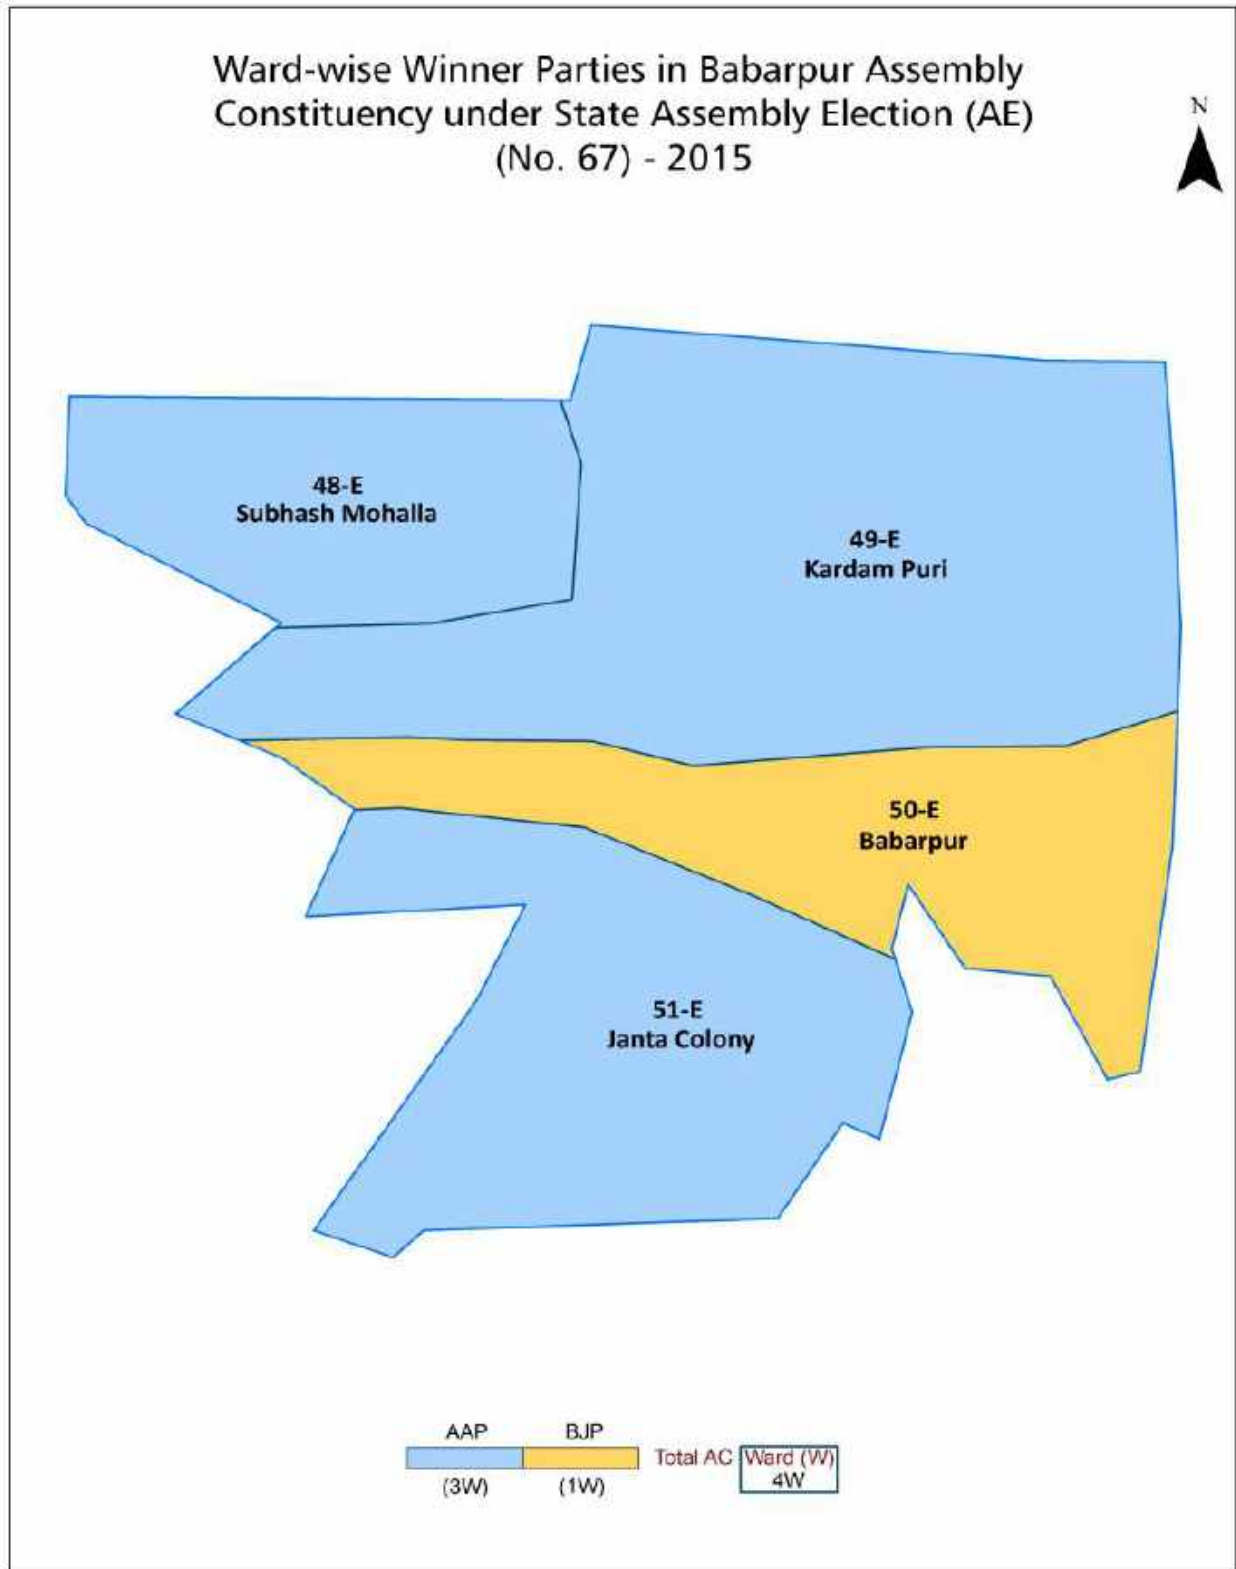 Ward-wise Winner Parties in Babarpur Assembly
Constituency under State Assembly Election (AE)
(No. 67) - 2015
N
48-E
Subhash Mohalla
49-E
Kardam Puri
50-E
Babarpur
51-E
Janta Colony
AAP BJP
Total AC Ward (W)
4W
(3W) (1W)